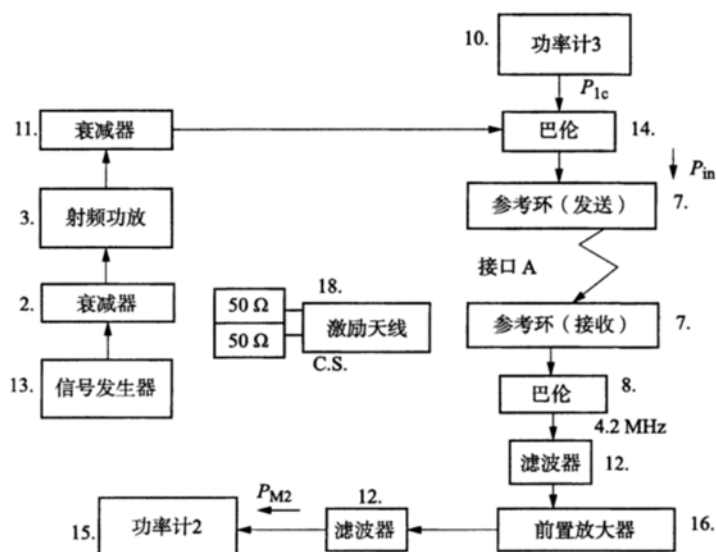 10.
功率计3
P1c
11.
衰减器
巴伦
14.
Pin
3.
射频功放
参考环（发送）
7.
接口 A
2.
衰减器
18.
50 Ω
50 Ω
激励天线
C.S.
参考环（接收）
7.
13.
信号发生器
巴伦
8.
4.2 MHz
滤波器
12.
PM2
12.
15.
功率计2
滤波器
前置放大器
16.